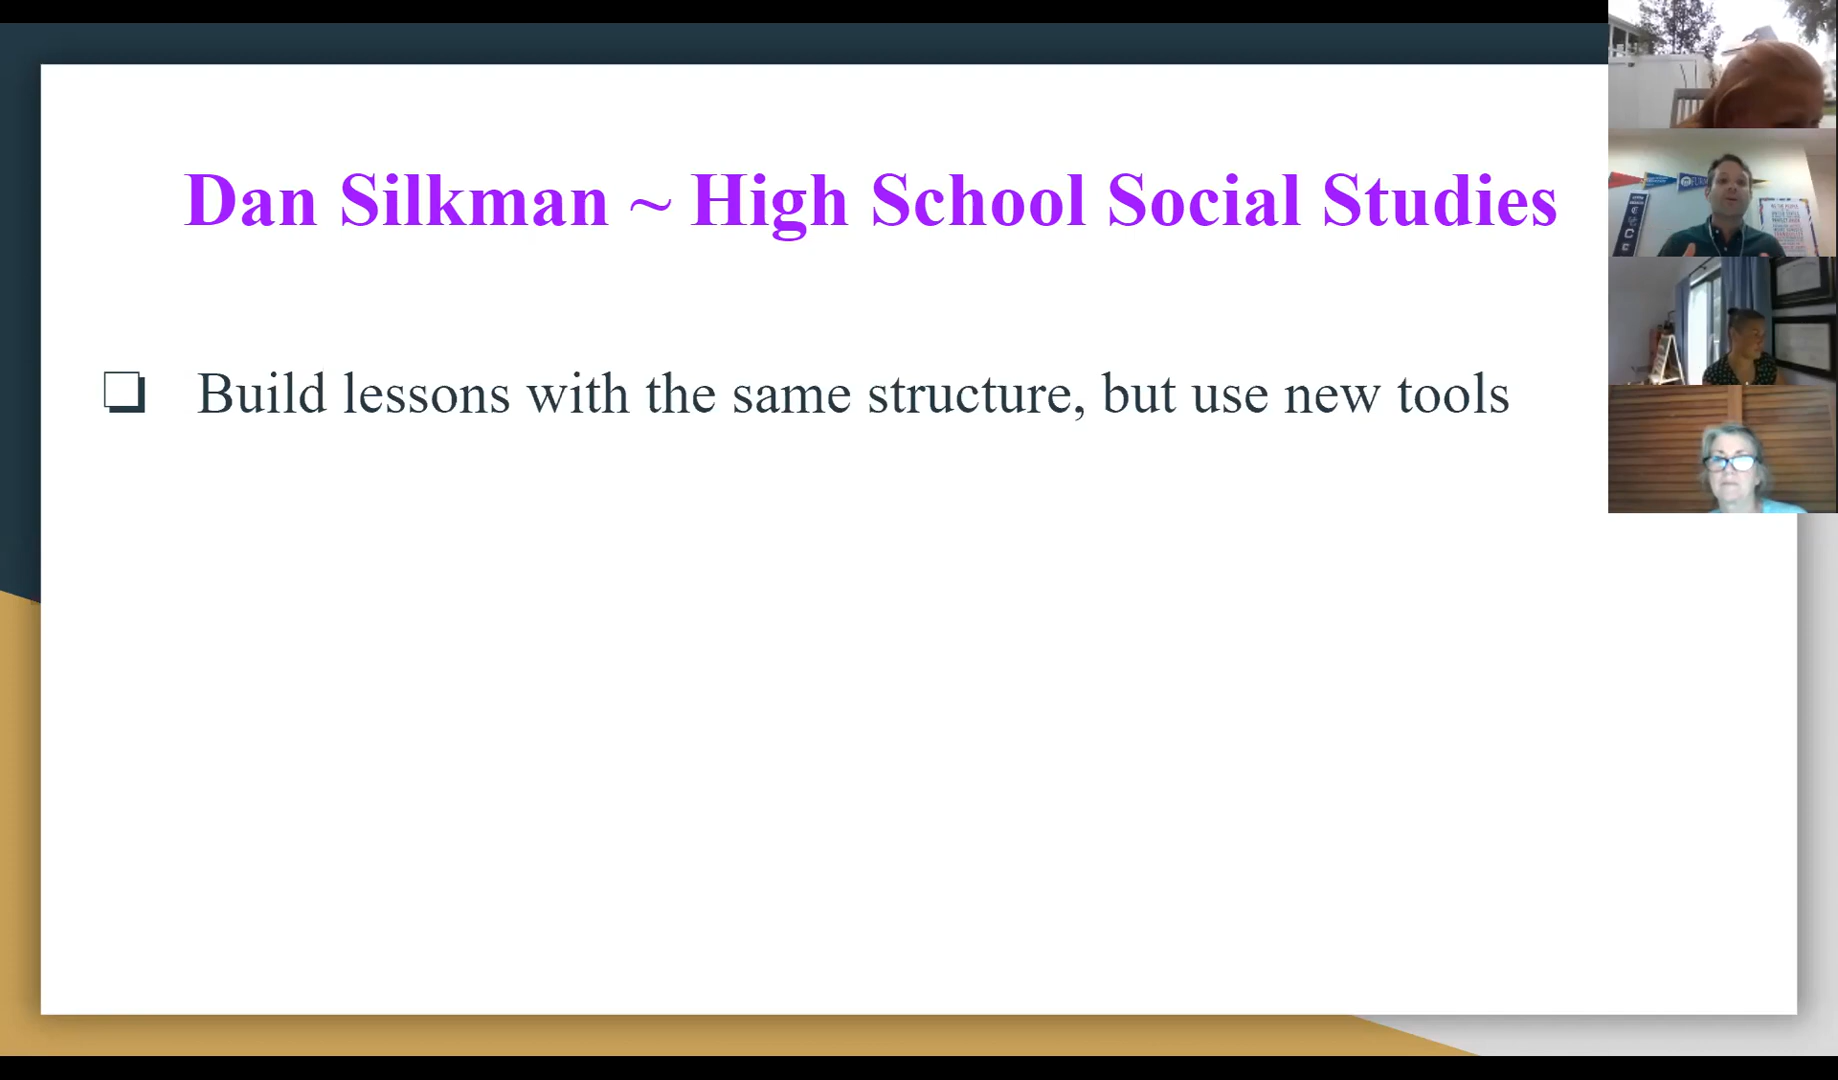 Dan Silkman ~ High School Social Studies
Build lessons with the same structure, but use new tools